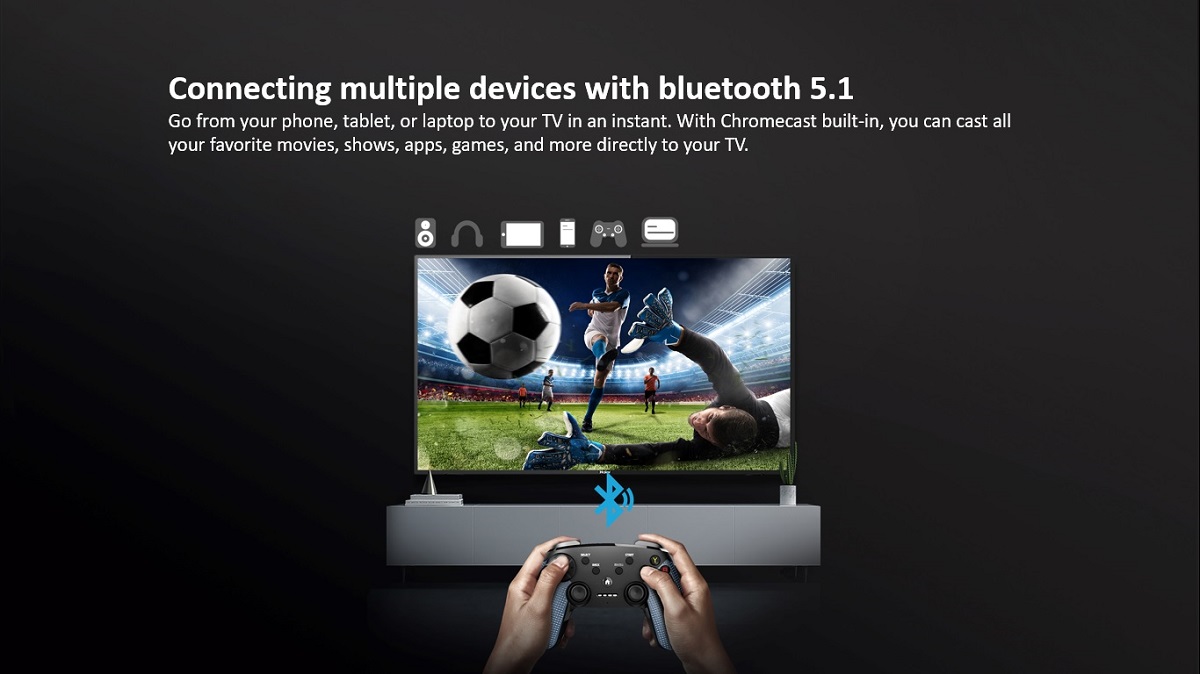 Connecting multiple devices with bluetooth 5.1
Go from your phone, tablet, or laptop to your TV in an instant. With Chromecast built-in, you can cast all
your favorite movies, shows, apps, games, and more directly to your TV.
SELECT
START
Y